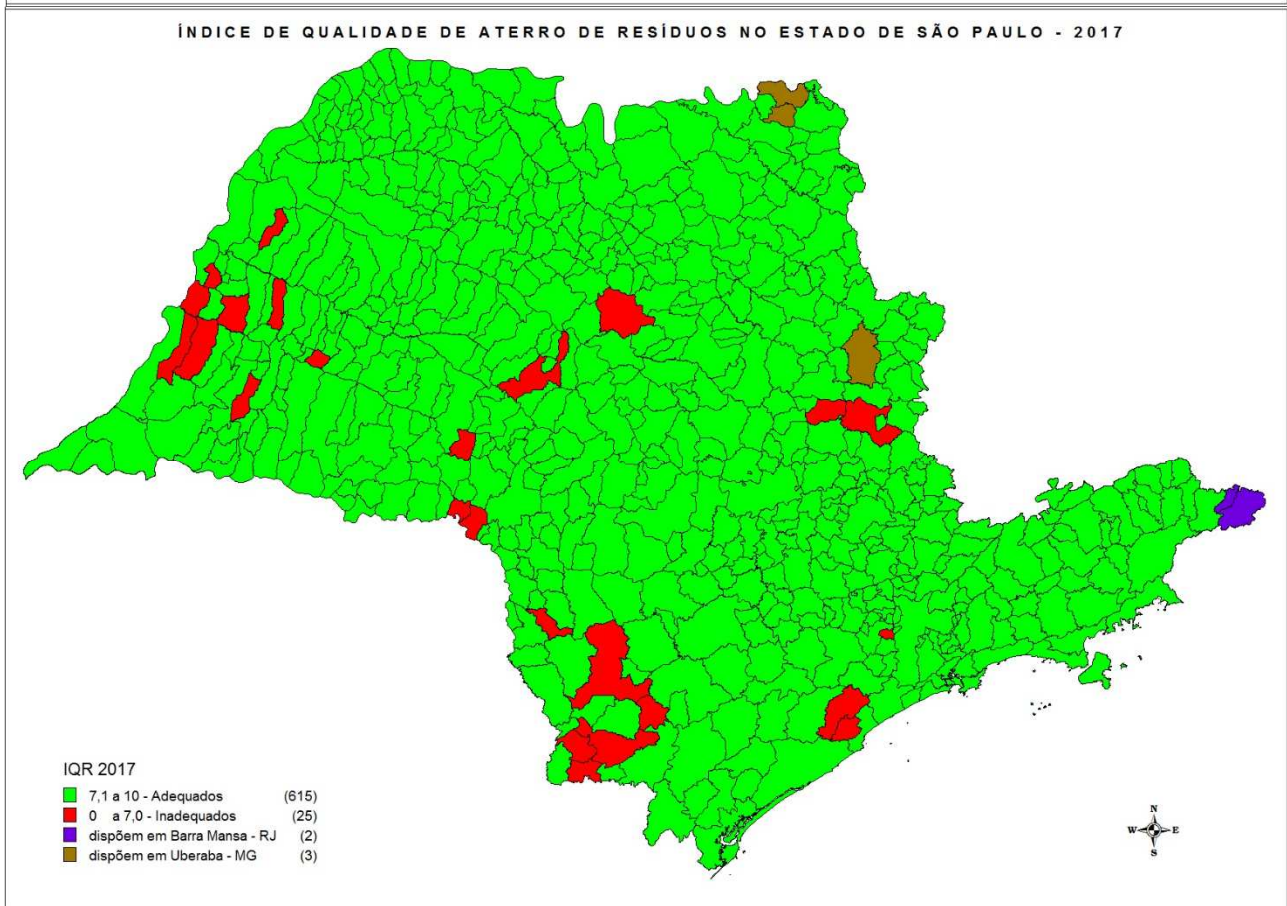 ÍNDICE DE QUALIDADE DE ATERRO DE RESÍDUOS NO ESTADO DE SÃO PAULO - 2017
IQR 2017
7,1 a 10 - Adequados (615)
0 a 7,0 - Inadequados (25)
dispõem em Barra Mansa - RJ (2)
dispõem em Uberaba - MG (3)
N
W E
S